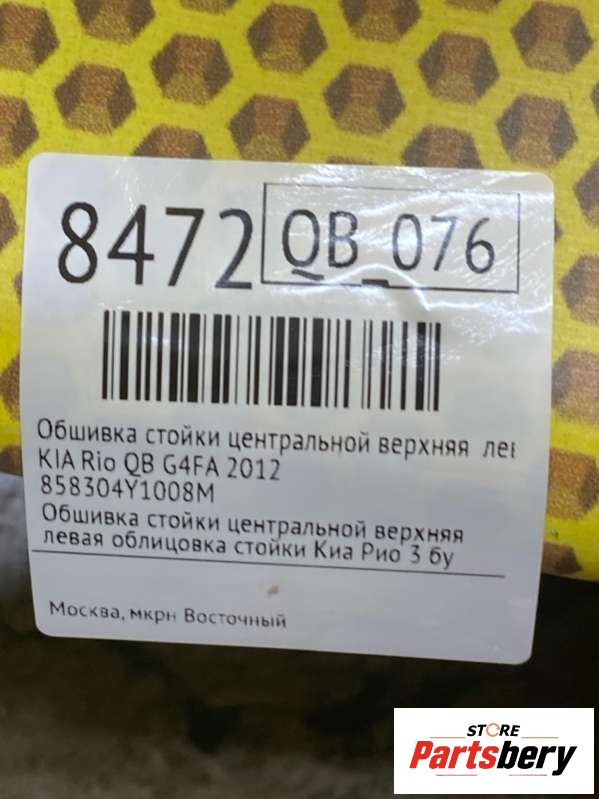 8472 QB_076
Обшивка стойки центральной верхняя
KIA Rio QB G4FA 2012
858304Y1008M
Обшивка стойки центральной верхняя
левая облицовка стойки Киа Рио 3 бу
Москва, мкрн Восточный
STORE
Partsbery